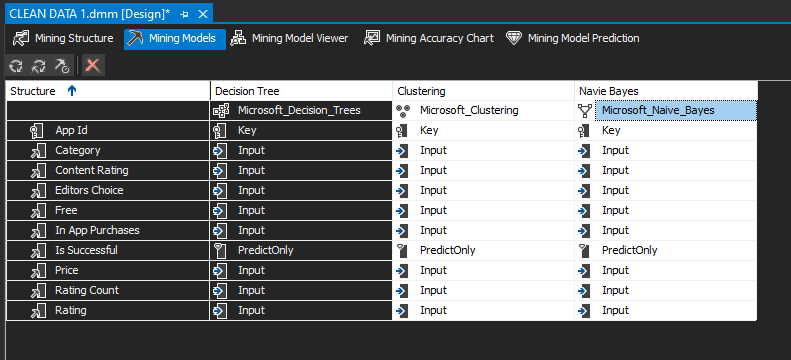 CLEAN DATA 1.dmm [Design]*
Mining Structure Mining Models Mining Model Viewer Mining Accuracy Chart Mining Model Prediction
Structure Decision Tree Clustering Navie Bayes
Microsoft_Decision_Trees Microsoft_Clustering Microsoft_Naive_Bayes
App Id Key Key Key
Category Input Input Input
Content Rating Input Input Input
Editors Choice Input Input Input
Free Input Input Input
In App Purchases Input Input Input
Is Successful PredictOnly PredictOnly PredictOnly
Price Input Input Input
Rating Count Input Input Input
Rating Input Input Input